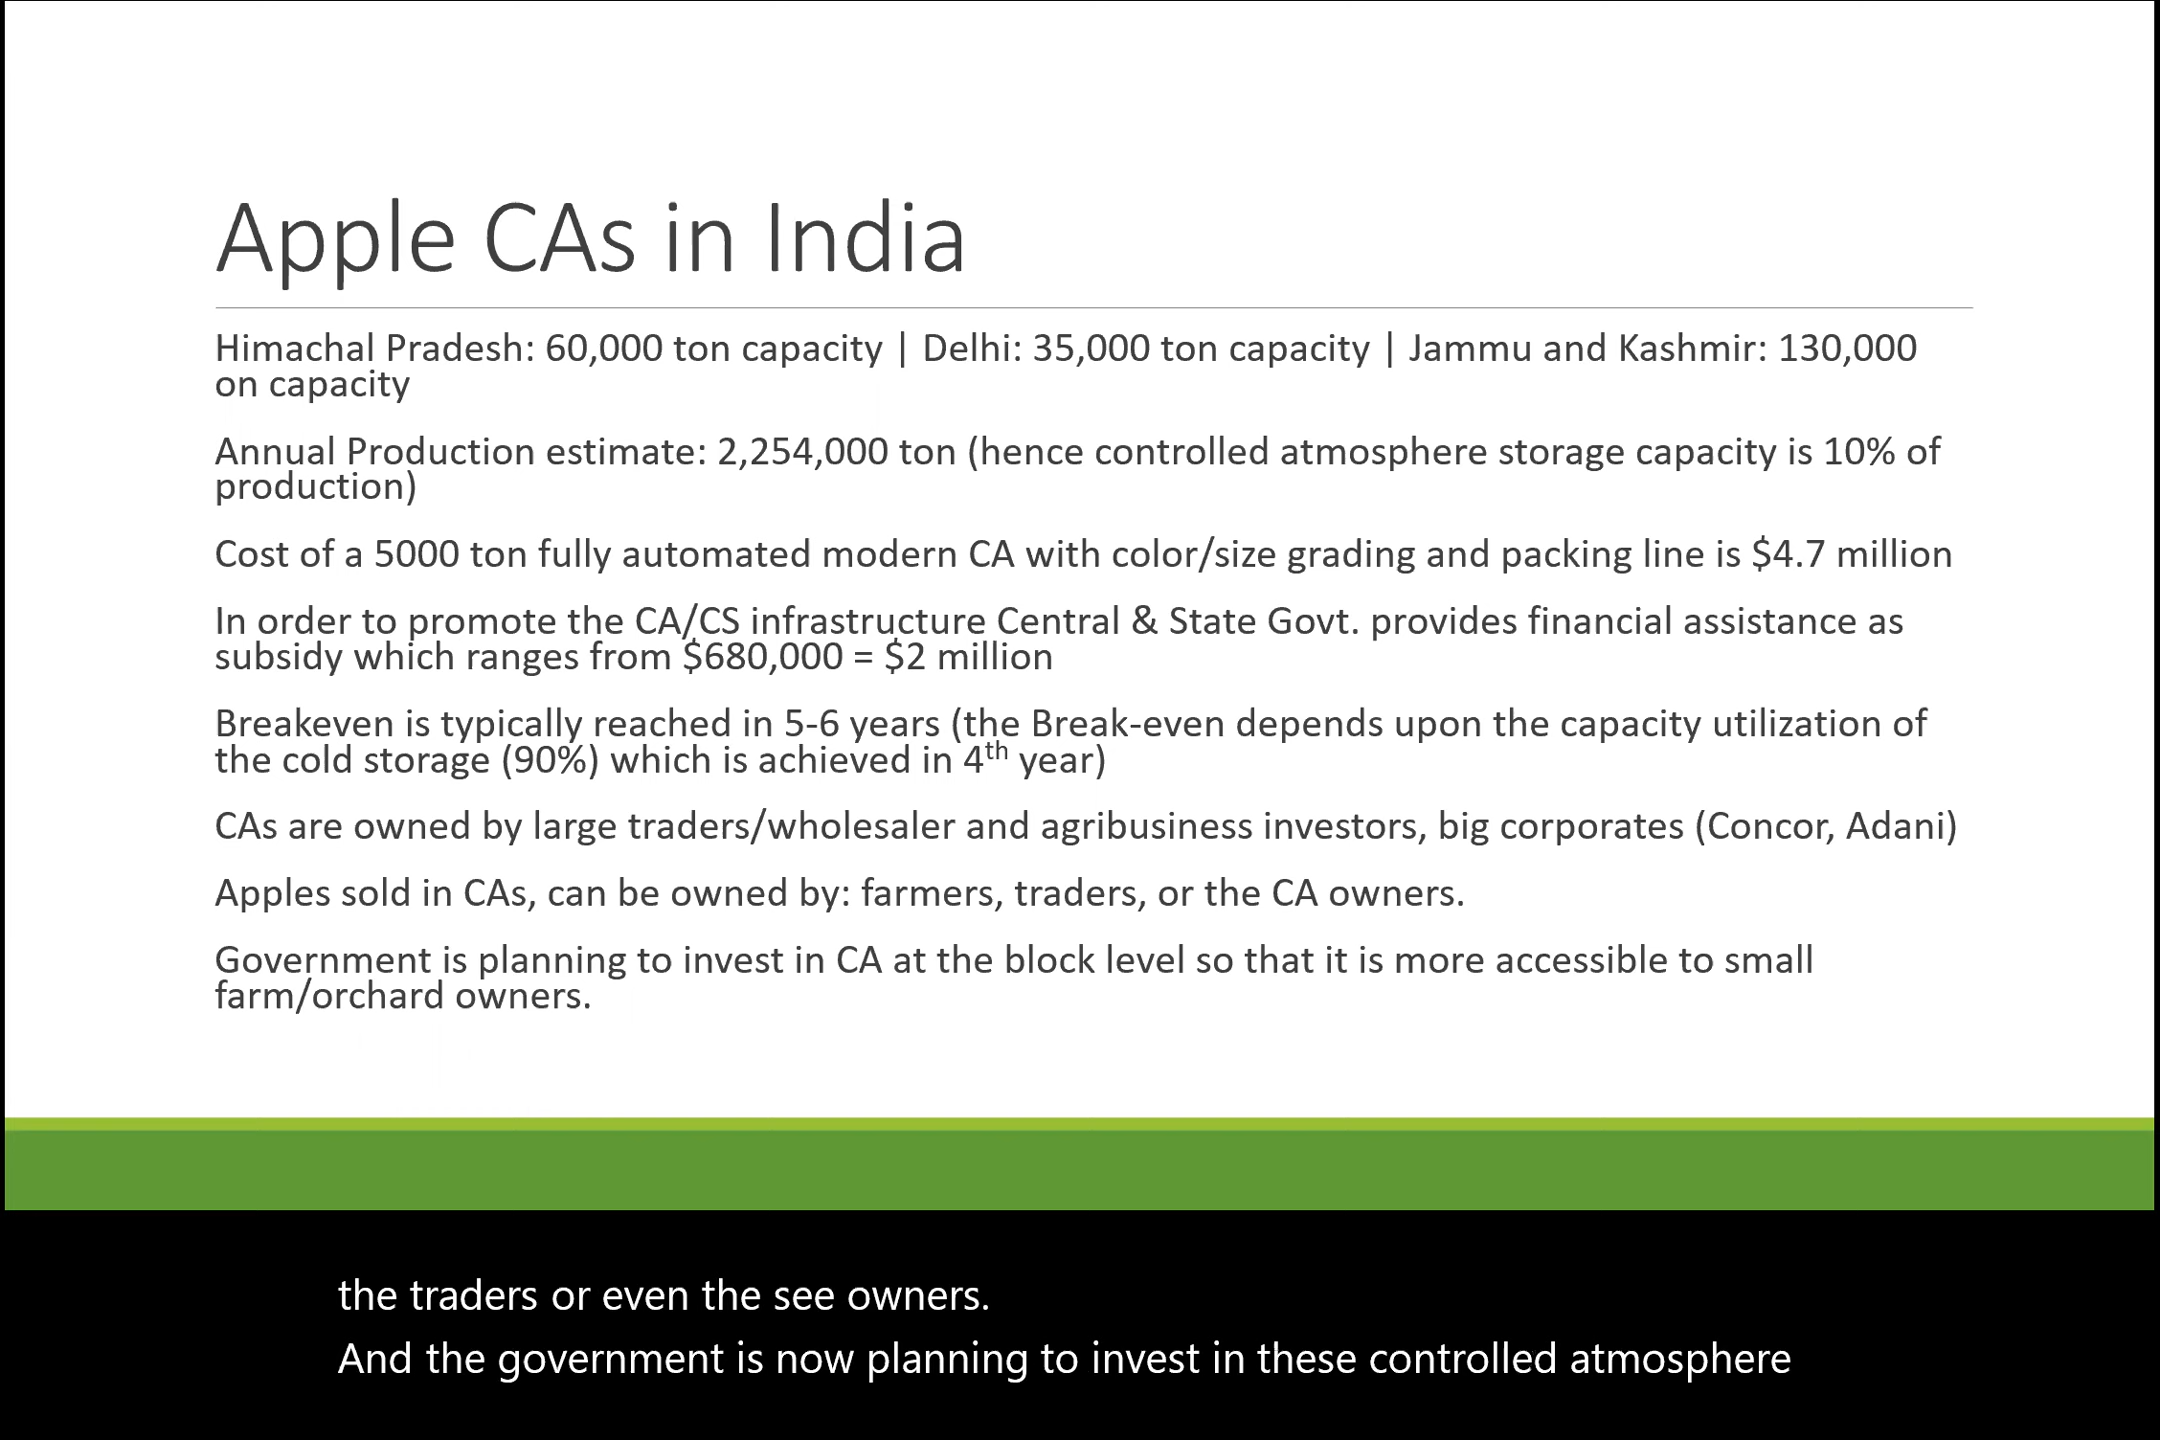 Apple CAs in India
Himachal Pradesh: 60,000 ton capacity | Delhi: 35,000 ton capacity | Jammu and Kashmir: 130,000
on capacity
Annual Production estimate: 2,254,000 ton (hence controlled atmosphere storage capacity is 10% of
production)
Cost of a 5000 ton fully automated modern CA with color/size grading and packing line is $4.7 million
In order to promote the CA/CS infrastructure Central & State Govt. provides financial assistance as
subsidy which ranges from $680,000 = $2 million
Breakeven is typically reached in 5-6 years (the Break-even depends upon the capacity utilization of
the cold storage (90%) which is achieved in 4th year)
CAs are owned by large traders/wholesaler and agribusiness investors, big corporates (Concor, Adani)
Apples sold in CAs, can be owned by: farmers, traders, or the CA owners.
Government is planning to invest in CA at the block level so that it is more accessible to small
farm/orchard owners.
the traders or even the see owners.
And the government is now planning to invest in these controlled atmosphere